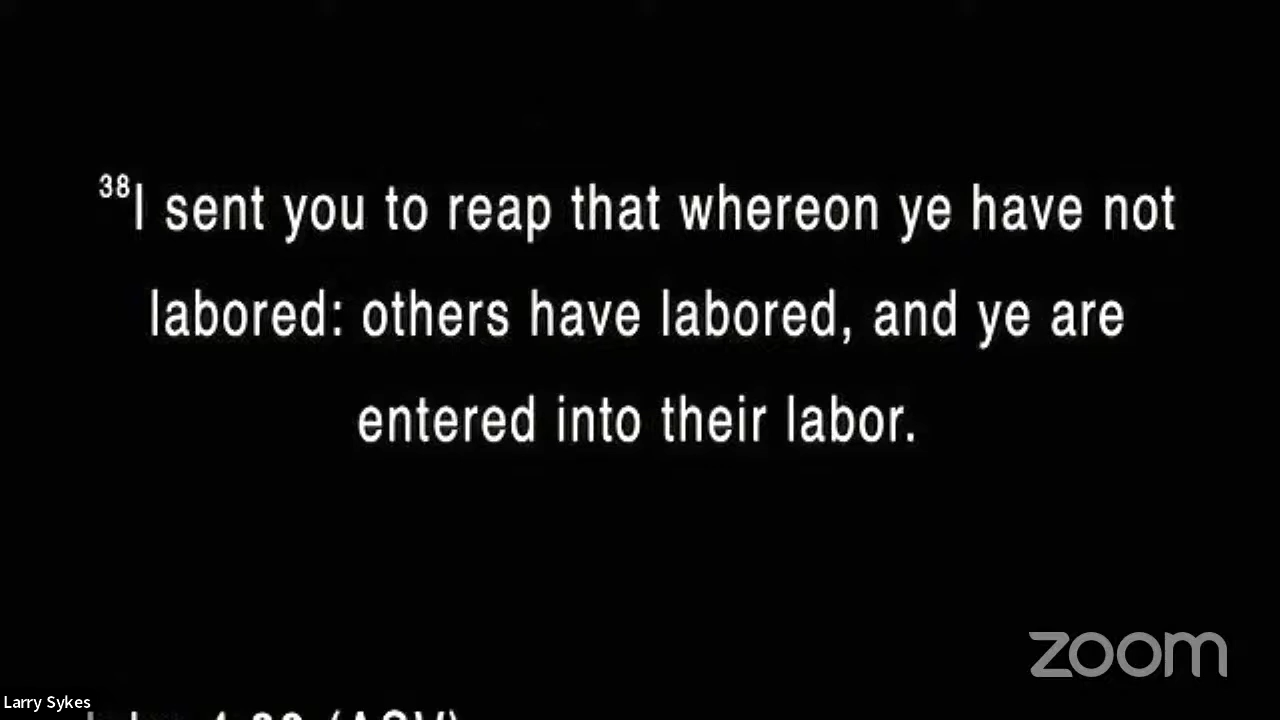 38I sent you to reap that whereon ye have not
labored: others have labored, and ye are
entered into their labor.
zoom
Larry Sykes